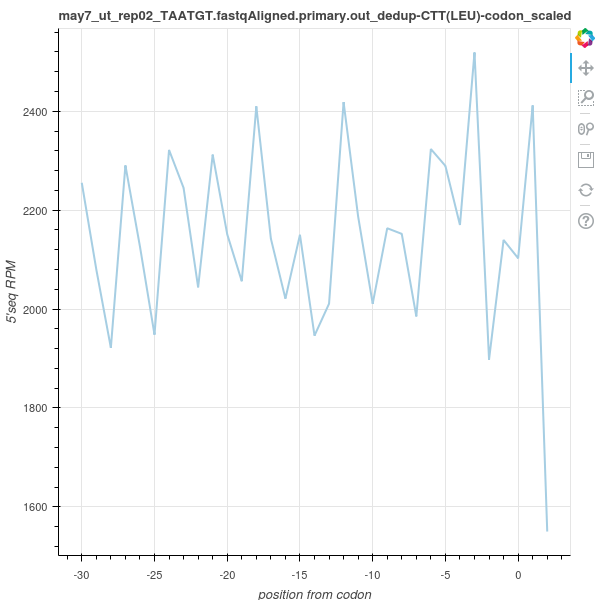 may7_ut_rep02_TAATGT.fastqAligned.primary.out_dedup-CTT(LEU)-codon_scaled
2400
2200
2000
1800
1600
5'seq RPM
-30 -25 -20 -15 -10 -5 0
position from codon